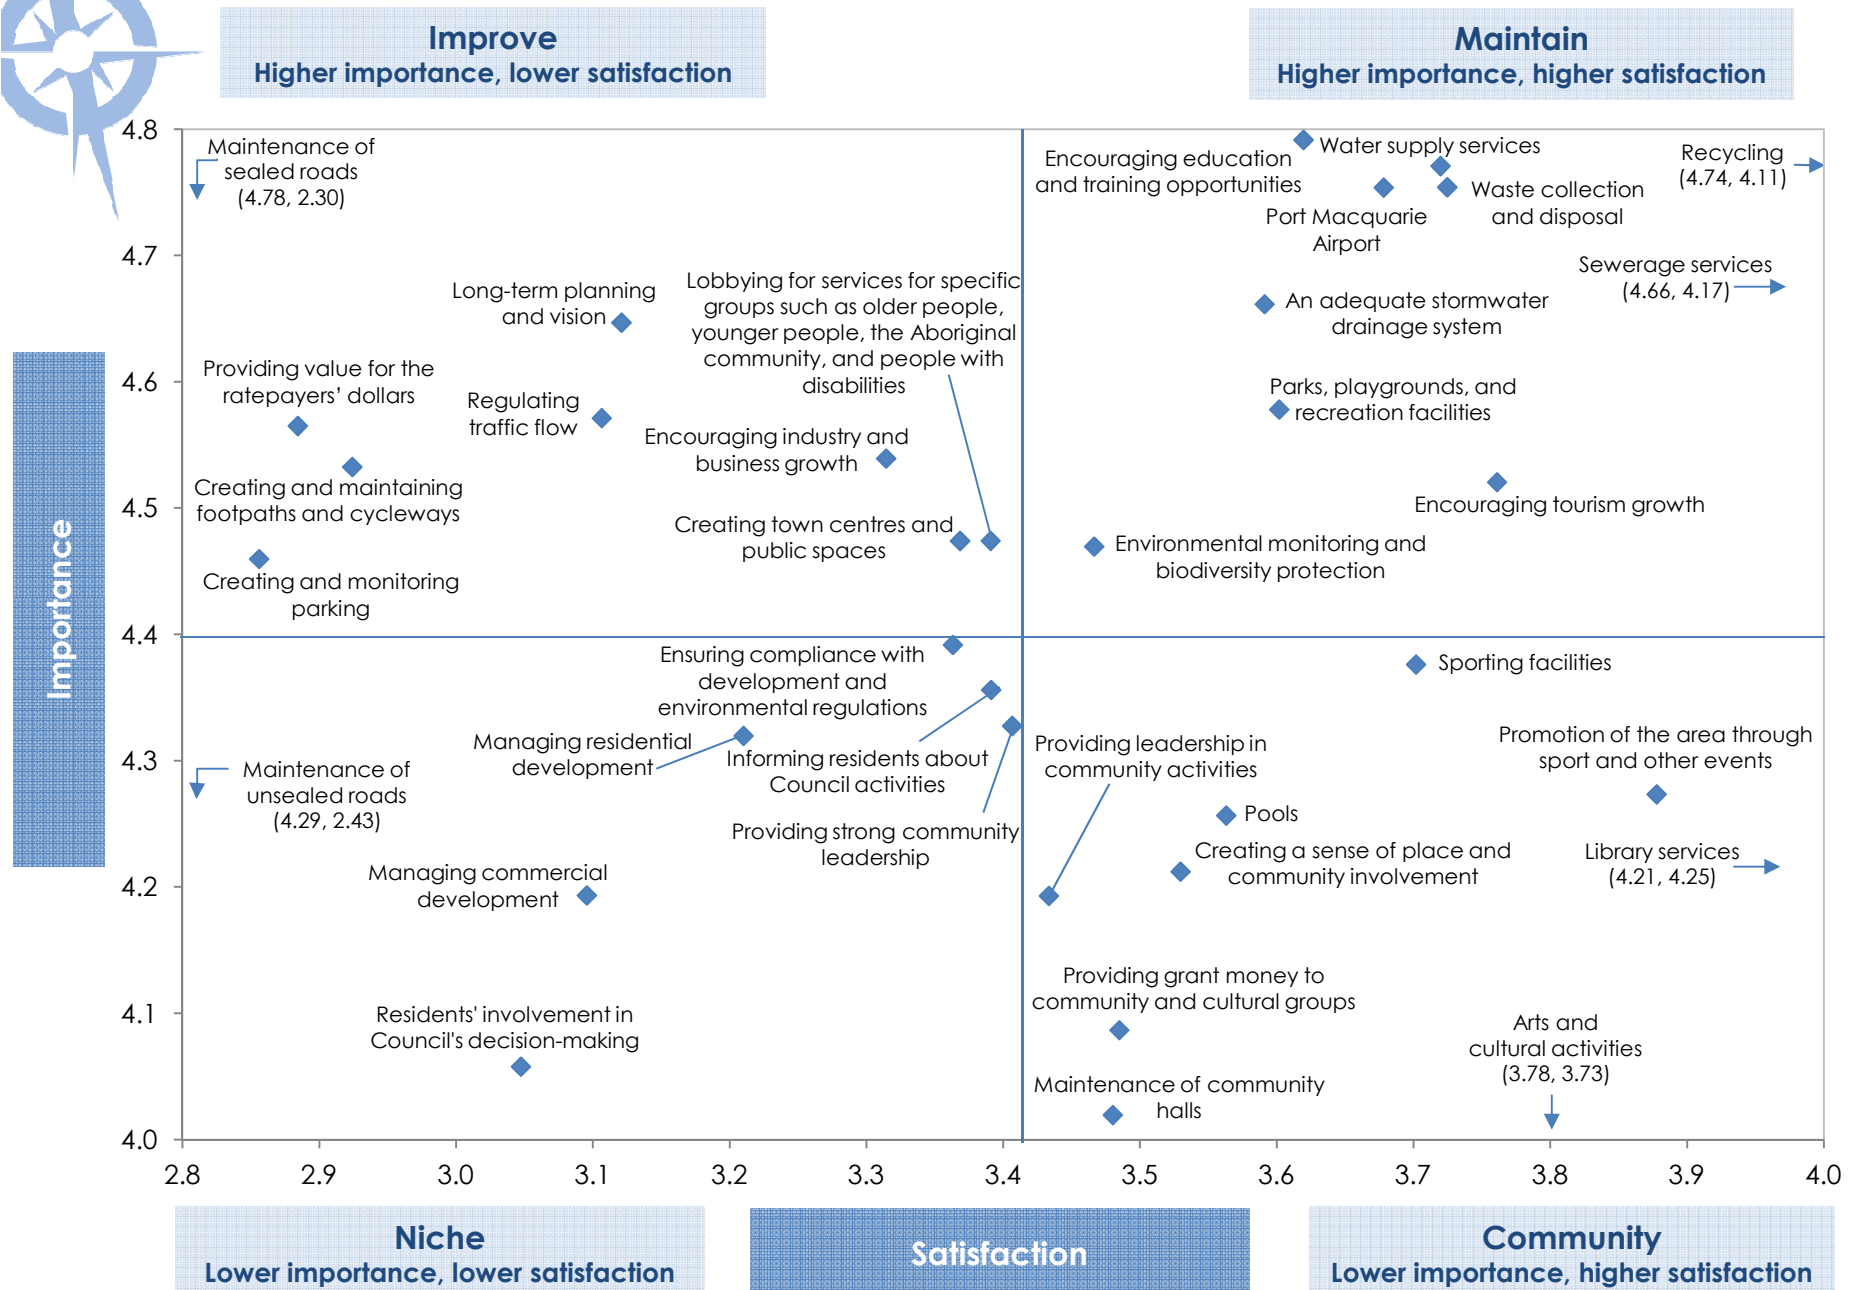 Improve
Higher importance, lower satisfaction
Maintain
Higher importance, higher satisfaction
Importance
4.8
4.7
4.6
4.5
4.4
4.3
4.2
4.1
4.0
Maintenance of
sealed roads
(4.78, 2.30)
Long-term planning
and vision
Lobbying for services for specific
groups such as older people,
younger people, the Aboriginal
community, and people with
disabilities
Providing value for the
ratepayers’ dollars
Regulating
traffic flow
Encouraging industry and
business growth
Creating and maintaining
footpaths and cycleways
Creating town centres and
public spaces
Creating and monitoring
parking
Encouraging education
and training opportunities
Water supply services
Recycling
(4.74, 4.11)
Waste collection
and disposal
Port Macquarie
Airport
Sewerage services
(4.66, 4.17)
An adequate stormwater
drainage system
Parks, playgrounds, and
recreation facilities
Encouraging tourism growth
Environmental monitoring and
biodiversity protection
Ensuring compliance with
development and
environmental regulations
Managing residential
development
Informing residents about
Council activities
Maintenance of
unsealed roads
(4.29, 2.43)
Providing strong community
leadership
Managing commercial
development
Residents' involvement in
Council's decision-making
Sporting facilities
Providing leadership in
community activities
Promotion of the area through
sport and other events
Pools
Creating a sense of place and
community involvement
Library services
(4.21, 4.25)
Providing grant money to
community and cultural groups
Arts and
cultural activities
(3.78, 3.73)
Maintenance of community
halls
2.8
2.9
3.0
3.1
3.2
3.3
3.4
3.5
3.6
3.7
3.8
3.9
4.0
Niche
Lower importance, lower satisfaction
Satisfaction
Community
Lower importance, higher satisfaction